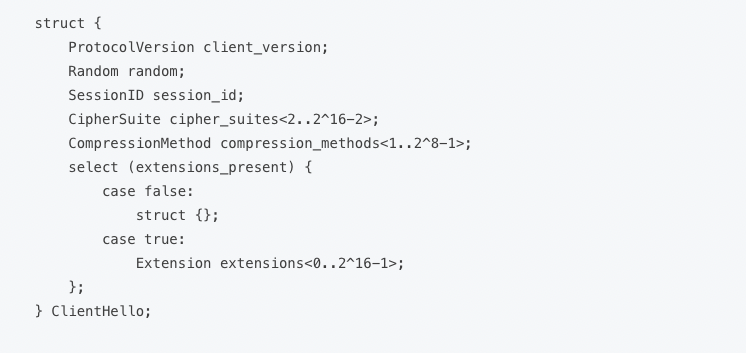 struct {
    ProtocolVersion client_version;
    Random random;
    SessionID session_id;
    CipherSuite cipher_suites<2..2^16-2>;
    CompressionMethod compression_methods<1..2^8-1>;
    select (extensions_present) {
        case false:
            struct {};
        case true:
            Extension extensions<0..2^16-1>;
    };
} ClientHello;